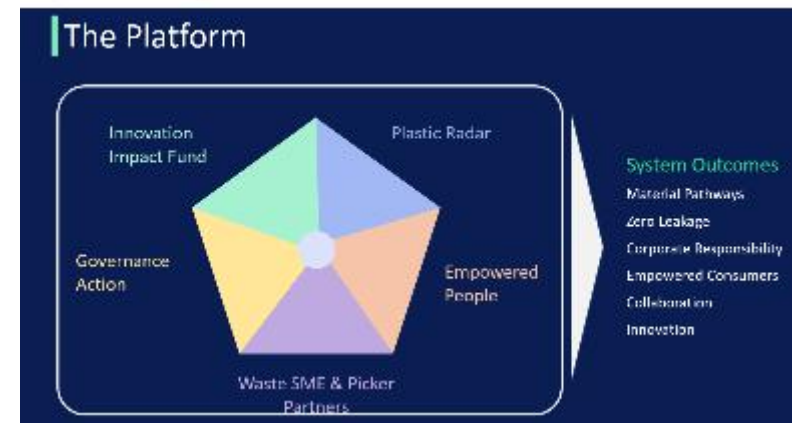 The Platform
Innovation
Impact Fund
Plastic Radar
Governance
Action
Empowered
People
Waste SME & Picker
Partners
System Outcomes
Material Pathways
Zero Leakage
Corporate Responsibility
Empowered Consumers
Collaboration
Innovation